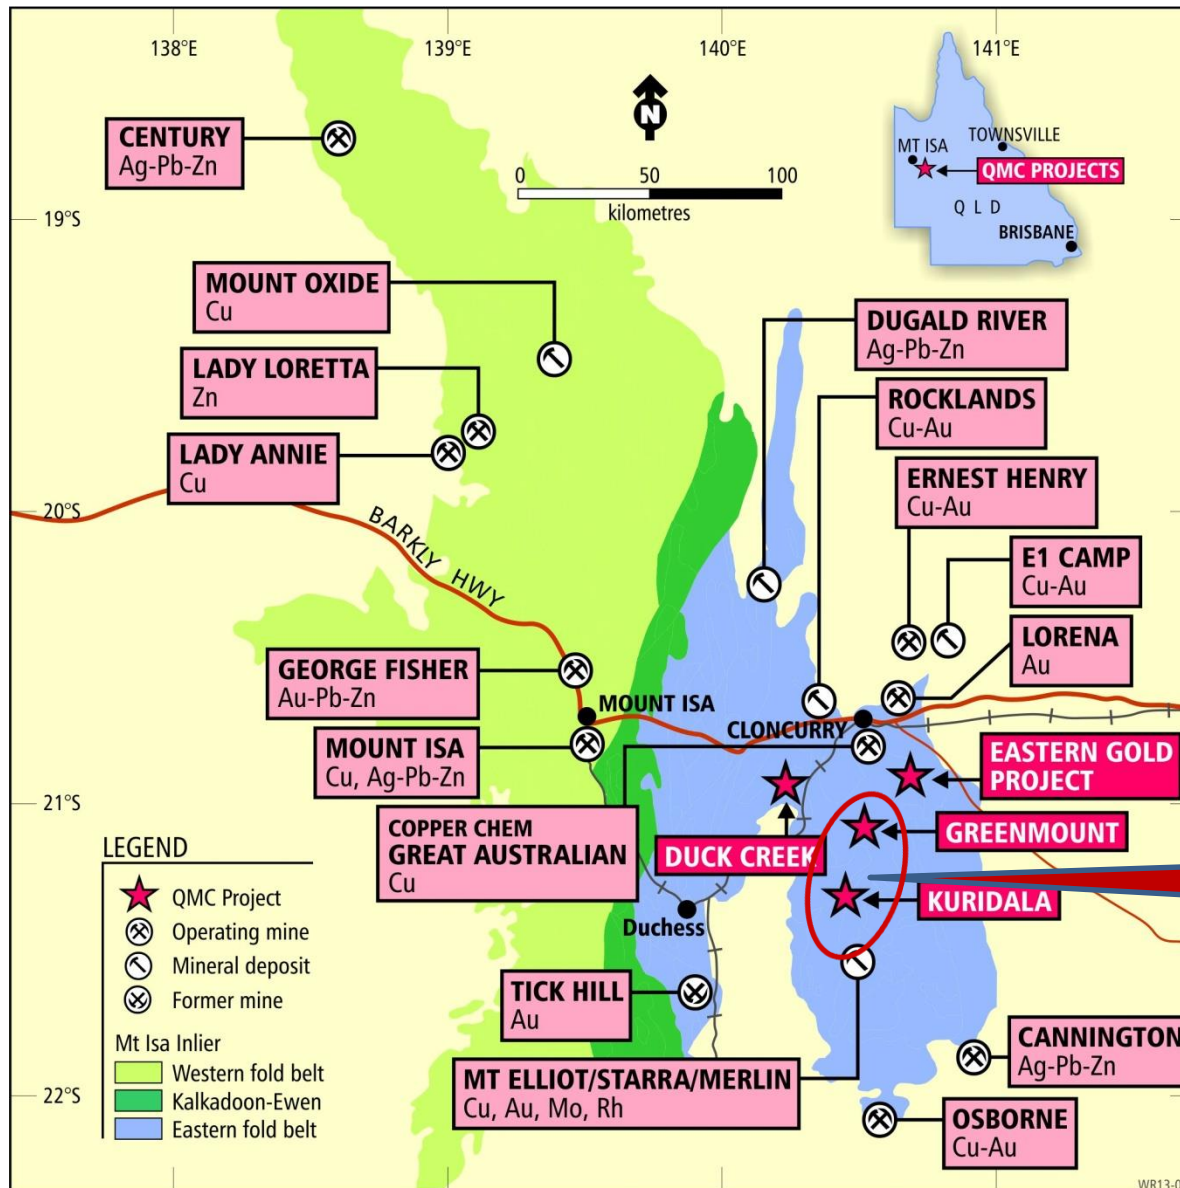 138°E
139°E
140°E
141°E
N
0
50
100
kilometres
TOWNSVILLE
MT ISA
QMC PROJECTS
Q L D
BRISBANE
CENTURY
Ag-Pb-Zn
19°S
MOUNT OXIDE
Cu
DUGALD RIVER
Ag-Pb-Zn
LADY LORETTA
Zn
ROCKLANDS
Cu-Au
LADY ANNIE
Cu
ERNEST HENRY
Cu-Au
20°S
BARKLY HWY
E1 CAMP
Cu-Au
LORENA
Au
GEORGE FISHER
Au-Pb-Zn
MOUNT ISA
CLONCURRY
MOUNT ISA
Cu, Ag-Pb-Zn
EASTERN GOLD
PROJECT
21°S
COPPER CHEM
GREAT AUSTRALIAN
Cu
DUCK CREEK
GREENMOUNT
KURIDALA
Duchess
LEGEND
QMC Project
Operating mine
Mineral deposit
Former mine
Mt Isa Inlier
Western fold belt
Kalkadoon-Ewen
Eastern fold belt
TICK HILL
Au
MT ELLIOT/STARRA/MERLIN
Cu, Au, Mo, Rh
CANNINGTON
Ag-Pb-Zn
22°S
OSBORNE
Cu-Au
WR13-0